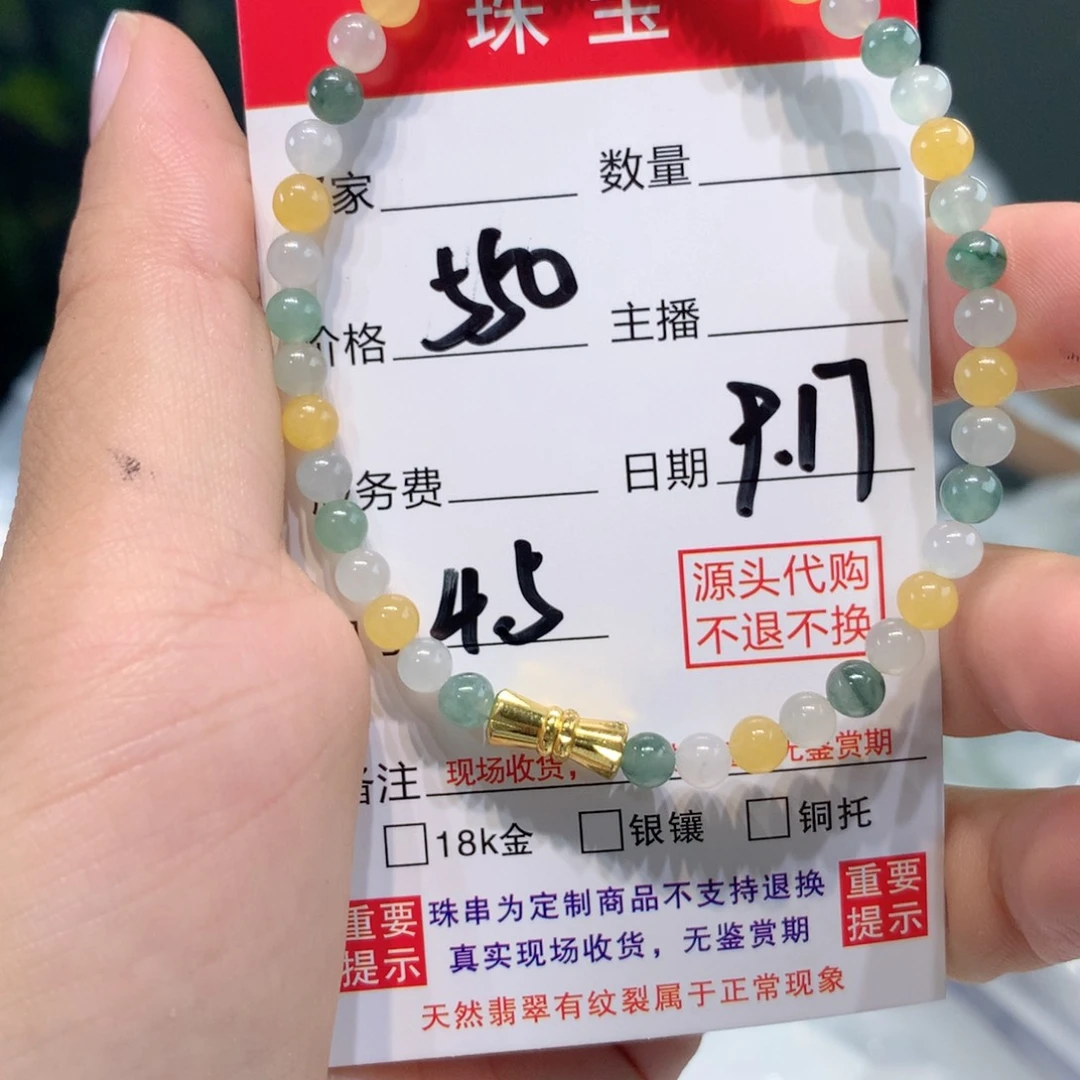 珠宝
家 数量
价格 550 主播
务费 日期 9.17
45
源头代购
不退不换
备注 现场收货， 无鉴赏期
18k金 银镶 铜托
重要提示 珠串为定制商品不支持退换 重要提示
真实现场收货，无鉴赏期
天然翡翠有纹裂属于正常现象